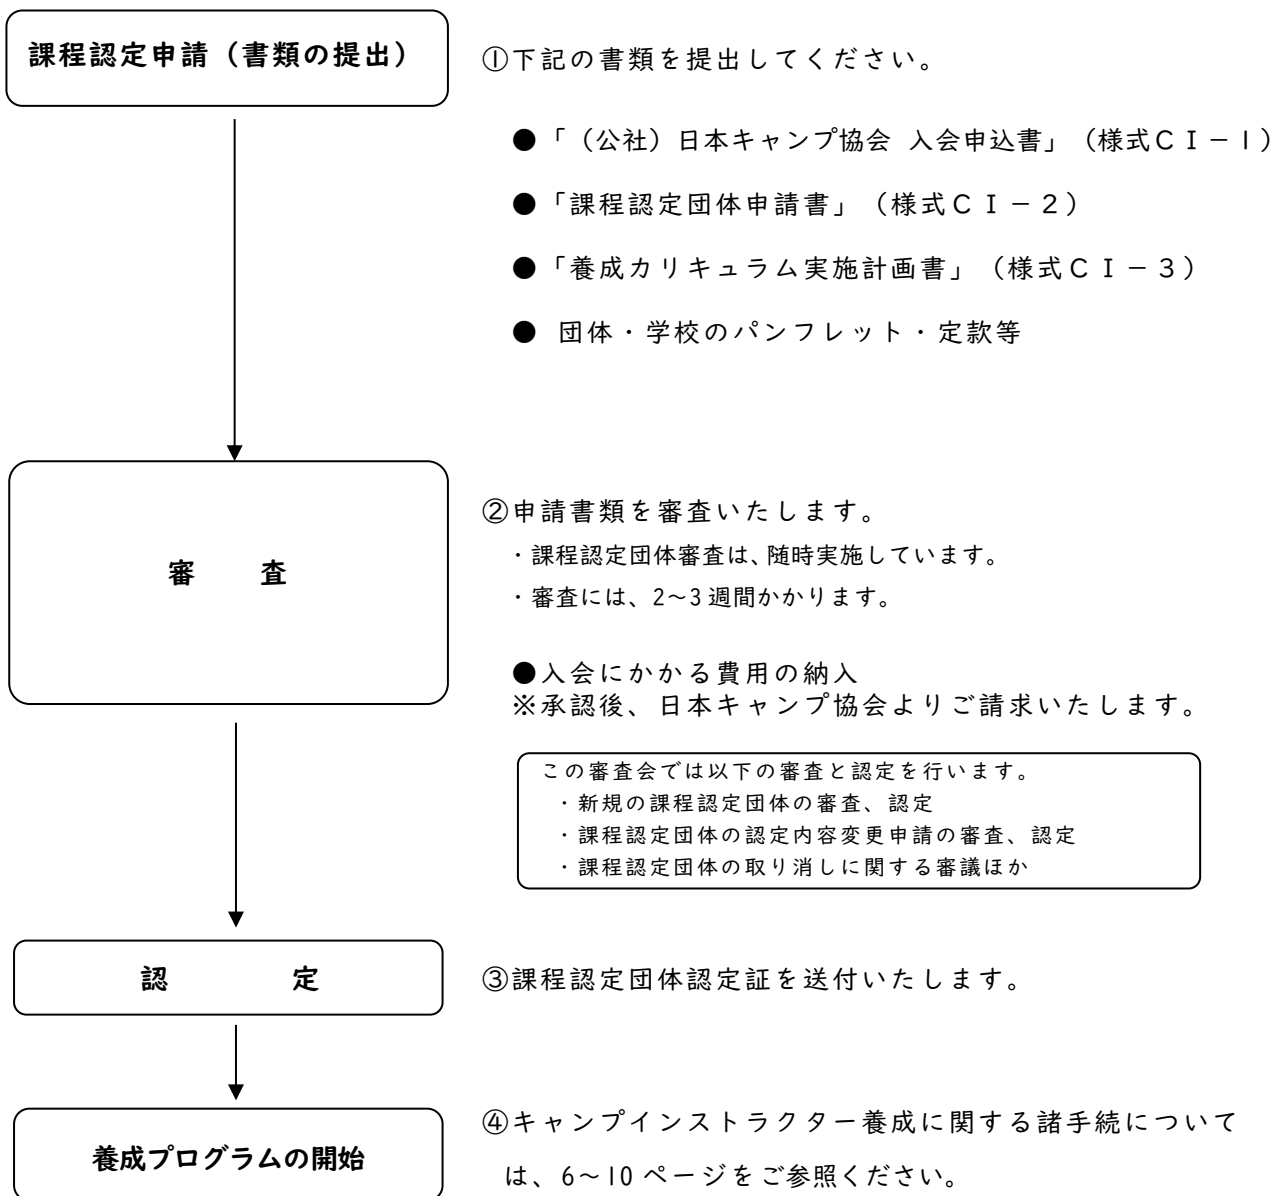 課程認定申請（書類の提出）
①下記の書類を提出してください。
●「（公社）日本キャンプ協会 入会申込書」（様式ＣＩ－１）
●「課程認定団体申請書」（様式ＣＩ－２）
●「養成カリキュラム実施計画書」（様式ＣＩ－３）
● 団体・学校のパンフレット・定款等
審 査
②申請書類を審査いたします。
・課程認定団体審査は、随時実施しています。
・審査には、2～3週間かかります。
●入会にかかる費用の納入
※承認後、日本キャンプ協会よりご請求いたします。
この審査会では以下の審査と認定を行います。
・新規の課程認定団体の審査、認定
・課程認定団体の認定内容変更申請の審査、認定
・課程認定団体の取り消しに関する審議ほか
認 定
③課程認定団体認定証を送付いたします。
養成プログラムの開始
④キャンプインストラクター養成に関する諸手続について
は、6～10ページをご参照ください。